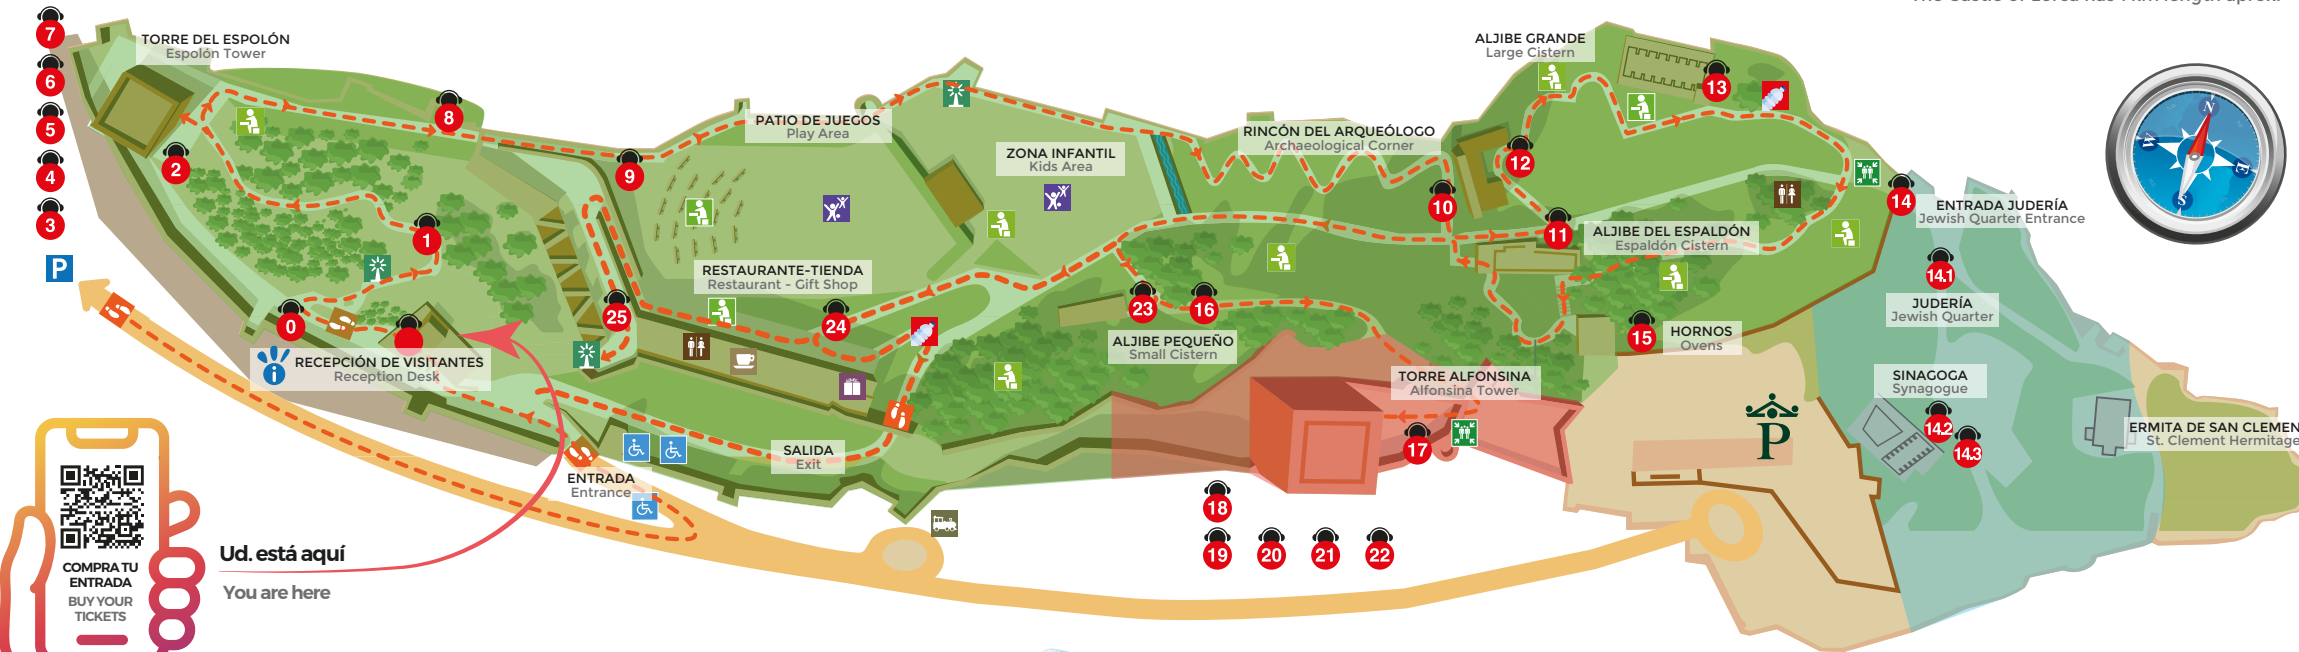 7
6
5
4
3
P
TORRE DEL ESPOLÓN
Espolón Tower
2
8
1
0
RECEPCIÓN DE VISITANTES
Reception Desk
9
25
PATIO DE JUEGOS
Play Area
ZONA INFANTIL
Kids Area
RESTAURANTE-TIENDA
Restaurant - Gift Shop
24
SALIDA
Exit
ENTRADA
Entrance
RINCÓN DEL ARQUEÓLOGO
Archaeological Corner
10
ALJIBE GRANDE
Large Cistern
13
12
11
ALJIBE DEL ESPALDÓN
Espaldón Cistern
23
16
ALJIBE PEQUEÑO
Small Cistern
15
HORNOS
Ovens
TORRE ALFONSINA
Alfonsina Tower
17
18
19
20
21
22
P
14
ENTRADA JUDERÍA
Jewish Quarter Entrance
14.1
JUDERÍA
Jewish Quarter
SINAGOGA
Synagogue
14.2
14.3
ERMITA DE SAN CLEMEN
St. Clement Hermitage
N
W
E
S
COMPRA TU
ENTRADA
BUY YOUR
TICKETS
Ud. está aquí
You are here